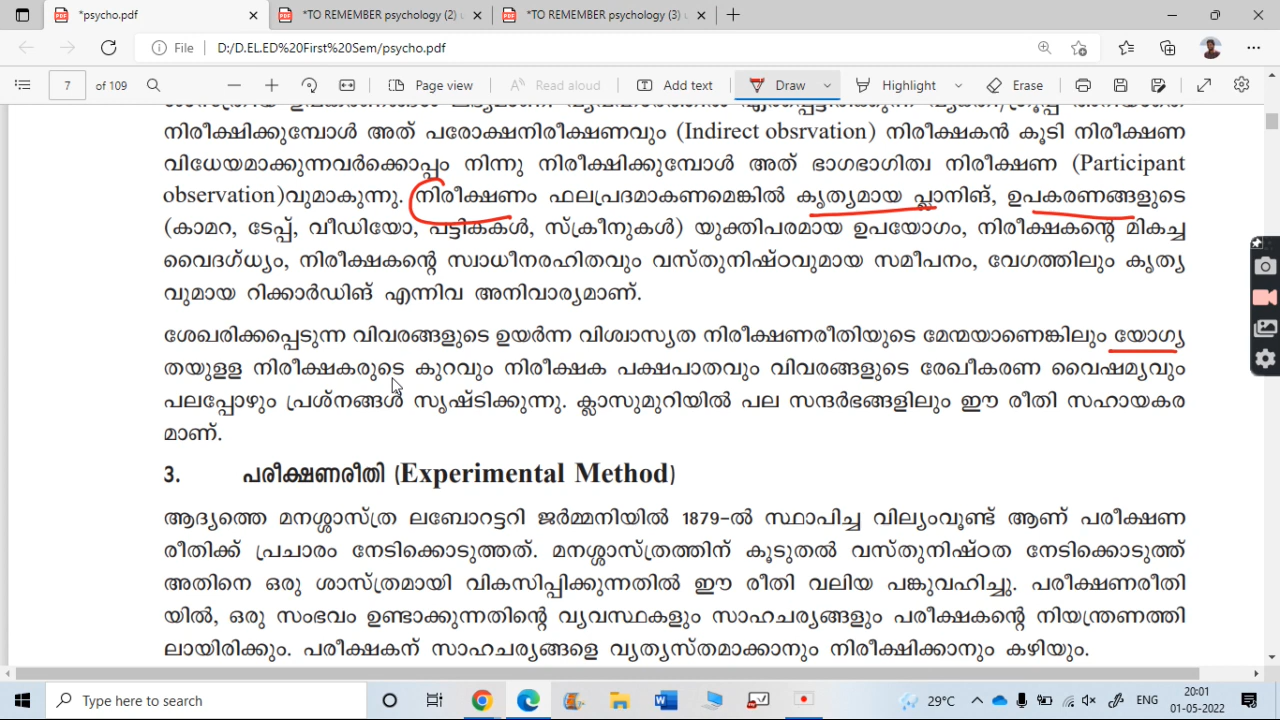 *psycho.pdf
*TO REMEMBER psychology (2)
*TO REMEMBER psychology (3)
File
D:/D.EL.ED%20First%20Sem/psycho.pdf
7 of 109
Page view
Read aloud
Add text
Draw
Highlight
Erase
നിരീക്ഷിക്കുമ്പോൾ അത് പരോക്ഷനിരീക്ഷണവും (Indirect obsrvation) നിരീക്ഷകൻ കൂടി നിരീക്ഷണ
വിധേയമാക്കുന്നവർക്കൊപ്പം നിന്നു നിരീക്ഷിക്കുമ്പോൾ അത് ഭാഗഭാഗിത്വ നിരീക്ഷണ (Participant
observation)വുമാകുന്നു. നിരീക്ഷണം ഫലപ്രദമാകണമെങ്കിൽ കൃത്യമായ പ്ലാനിങ്, ഉപകരണങ്ങളുടെ
(കാമറ, ടേപ്പ്, വീഡിയോ, പട്ടികകൾ, സ്ക്രീനുകൾ) യുക്തിപരമായ ഉപയോഗം, നിരീക്ഷകന്റെ മികച്ച
വൈദഗ്ധ്യം, നിരീക്ഷകന്റെ സ്വാധീനരഹിതവും വസ്തുനിഷ്ഠവുമായ സമീപനം, വേഗത്തിലും കൃത്യ
വുമായ റിക്കാർഡിങ് എന്നിവ അനിവാര്യമാണ്.
ശേഖരിക്കപ്പെടുന്ന വിവരങ്ങളുടെ ഉയർന്ന വിശ്വാസ്യത നിരീക്ഷണരീതിയുടെ മേന്മയാണെങ്കിലും യോഗ്യ
തയുളള നിരീക്ഷകരുടെ കുറവും നിരീക്ഷക പക്ഷപാതവും വിവരങ്ങളുടെ രേഖീകരണ വൈഷമ്യവും
പലപ്പോഴും പ്രശ്നങ്ങൾ സൃഷ്ടിക്കുന്നു. ക്ലാസുമുറിയിൽ പല സന്ദർഭങ്ങളിലും ഈ രീതി സഹായകര
മാണ്.
3. പരീക്ഷണരീതി (Experimental Method)
ആദ്യത്തെ മനശ്ശാസ്ത്ര ലബോറട്ടറി ജർമ്മനിയിൽ 1879-ൽ സ്ഥാപിച്ച വില്യംവൂണ്ട് ആണ് പരീക്ഷണ
രീതിക്ക് പ്രചാരം നേടിക്കൊടുത്തത്. മനശ്ശാസ്ത്രത്തിന് കൂടുതൽ വസ്തുനിഷ്ഠത നേടിക്കൊടുത്ത്
അതിനെ ഒരു ശാസ്ത്രമായി വികസിപ്പിക്കുന്നതിൽ ഈ രീതി വലിയ പങ്കുവഹിച്ചു. പരീക്ഷണരീതി
യിൽ, ഒരു സംഭവം ഉണ്ടാക്കുന്നതിന്റെ വ്യവസ്ഥകളും സാഹചര്യങ്ങളും പരീക്ഷകന്റെ നിയന്ത്രണത്തി
ലായിരിക്കും. പരീക്ഷകന് സാഹചര്യങ്ങളെ വ്യത്യസ്തമാക്കാനും നിരീക്ഷിക്കാനും കഴിയും.
Type here to search
29°C
ENG
20:01
01-05-2022